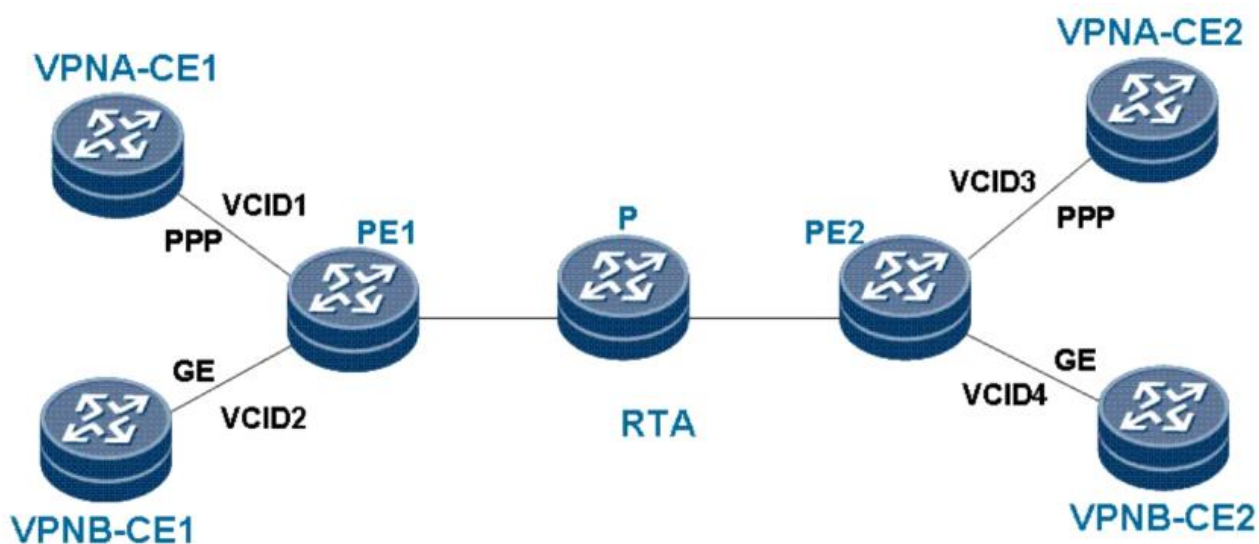 VPNA-CE2
VPNA-CE1
VCID1
VCID3
PPP
PE1
P
PE2
PPP
GE
VCID2
RTA
GE
VCID4
VPNB-CE1
VPNB-CE2